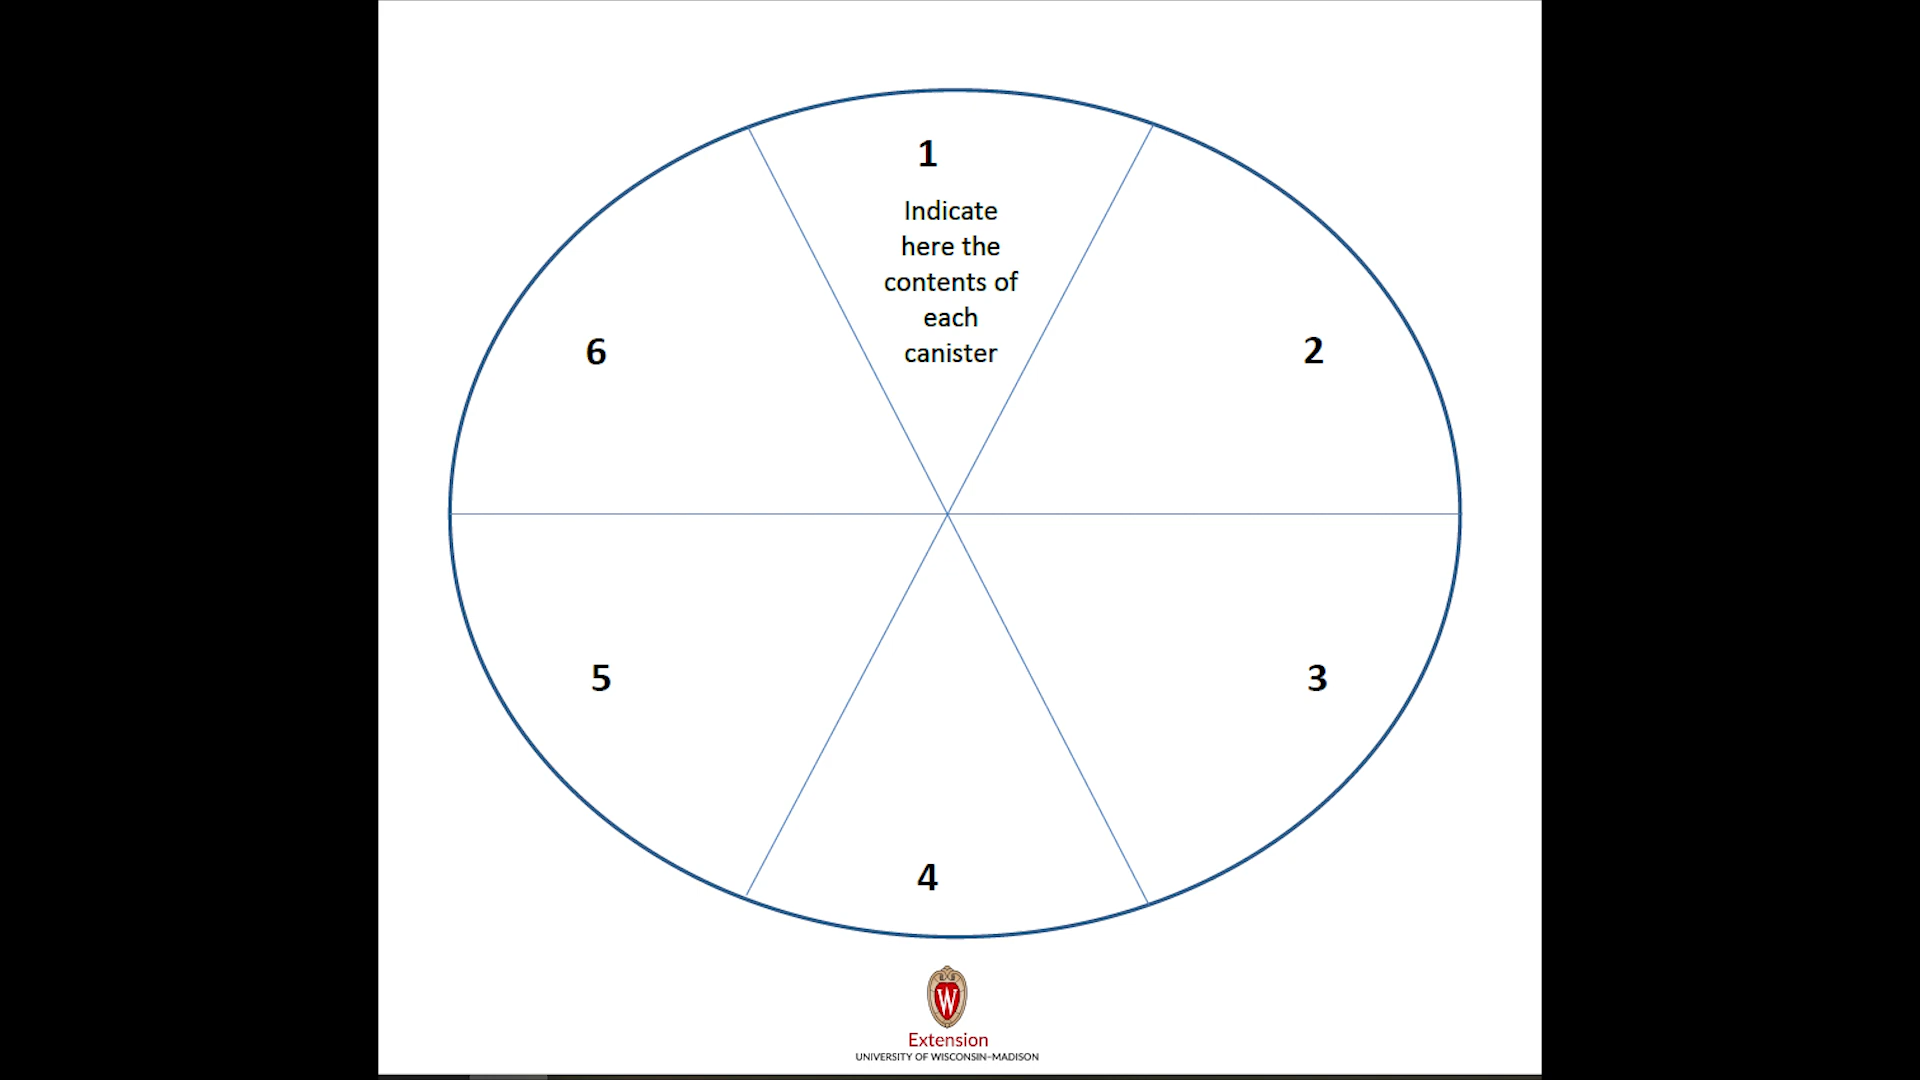 1
Indicate
here the
contents of
each
canister
6
2
5
3
4
W
Extension
UNIVERSITY OF WISCONSIN–MADISON